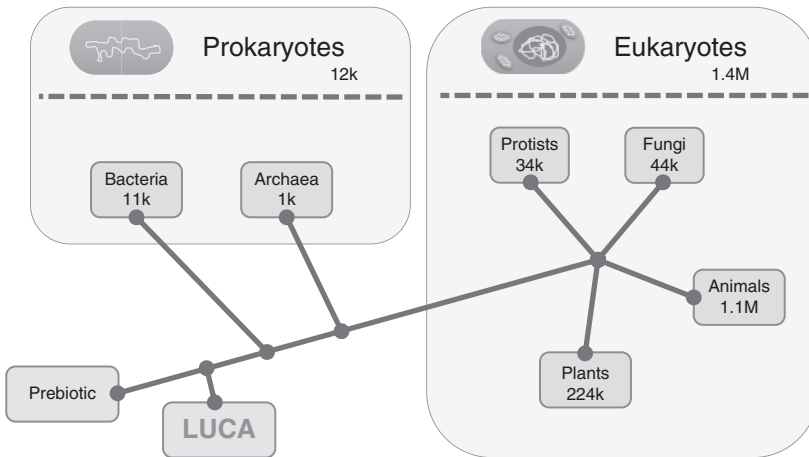 Prokaryotes
12k
Bacteria
11k
Archaea
1k
Eukaryotes
1.4M
Protists
34k
Fungi
44k
Animals
1.1M
Plants
224k
Prebiotic
LUCA